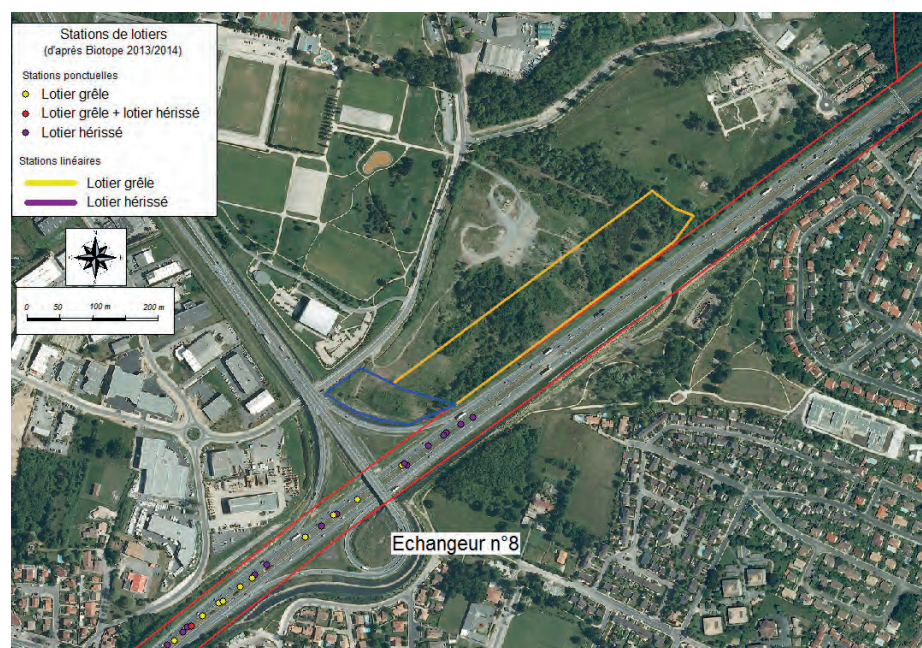 Stations de lotiers
(d'après Biotope 2013/2014)
Stations ponctuelles
Lotier grêle
Lotier grêle + lotier hérissé
Lotier hérissé
Stations linéaires
Lotier grêle
Lotier hérissé
0 50 100 m 200 m
Echangeur n°8